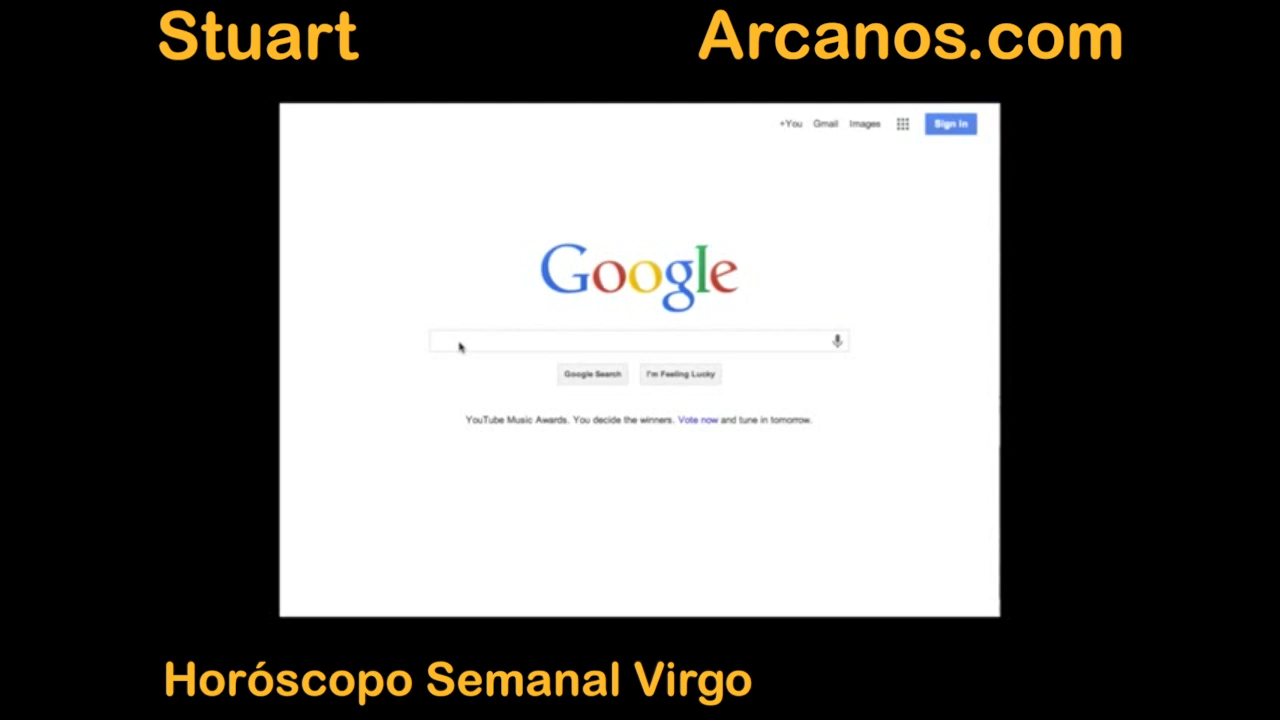 Stuart Arcanos.com
+You Gmail Images Sign in
Google
Google Search I'm Feeling Lucky
YouTube Music Awards. You decide the winners. Vote now and tune in tomorrow.
Horóscopo Semanal Virgo